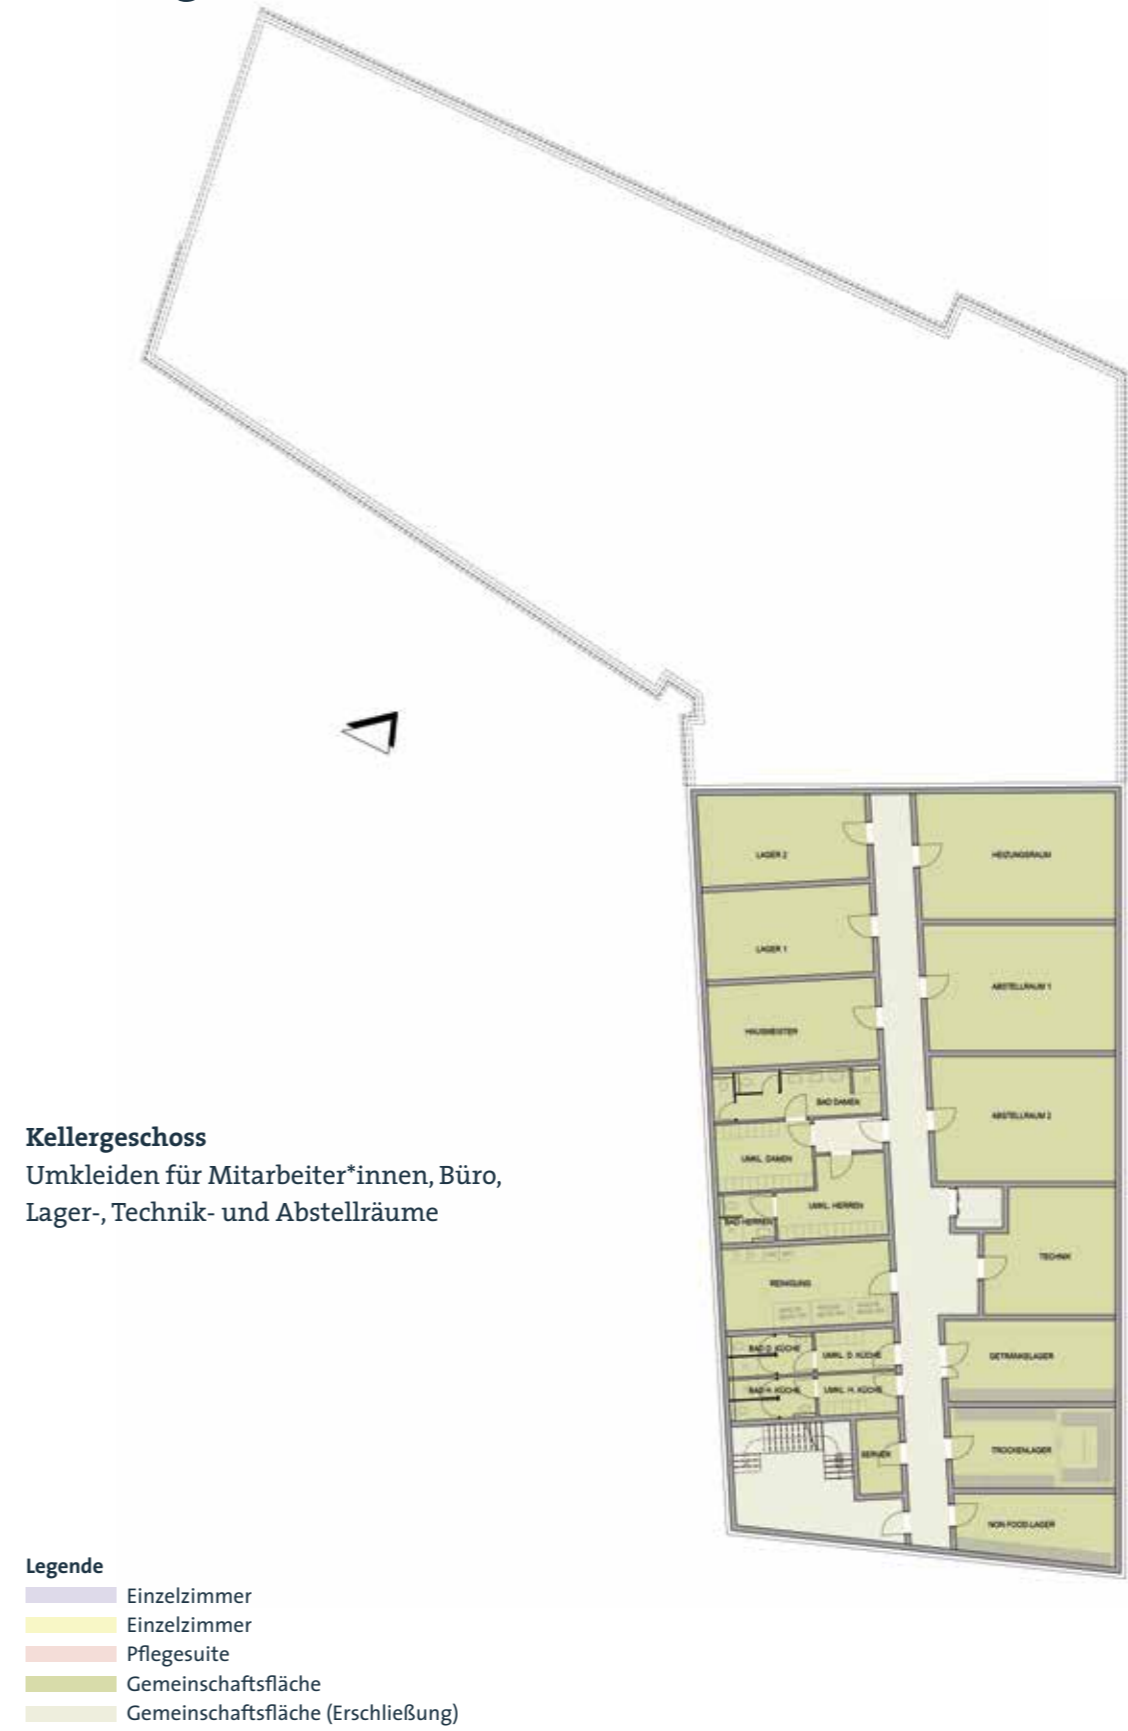 LAGER 2
HEIZUNGSRAUM
LAGER 1
ABSTELLRAUM 1
HAUSMEISTER
BAD DAMEN
ABSTELLRAUM 2
UMKL. DAMEN
UMKL. HERREN
BAD HERREN
TECHNIK
REINIGUNG
BAD D. KÜCHE
UMKL. D. KÜCHE
GETRÄNKELAGER
BAD H. KÜCHE
UMKL. H. KÜCHE
SERVER
TROCKENLAGER
NON FOOD LAGER
Kellergeschoss
Umkleiden für Mitarbeiter*innen, Büro,
Lager-, Technik- und Abstellräume
Legende
Einzelzimmer
Einzelzimmer
Pflegesuite
Gemeinschaftsfläche
Gemeinschaftsfläche (Erschließung)